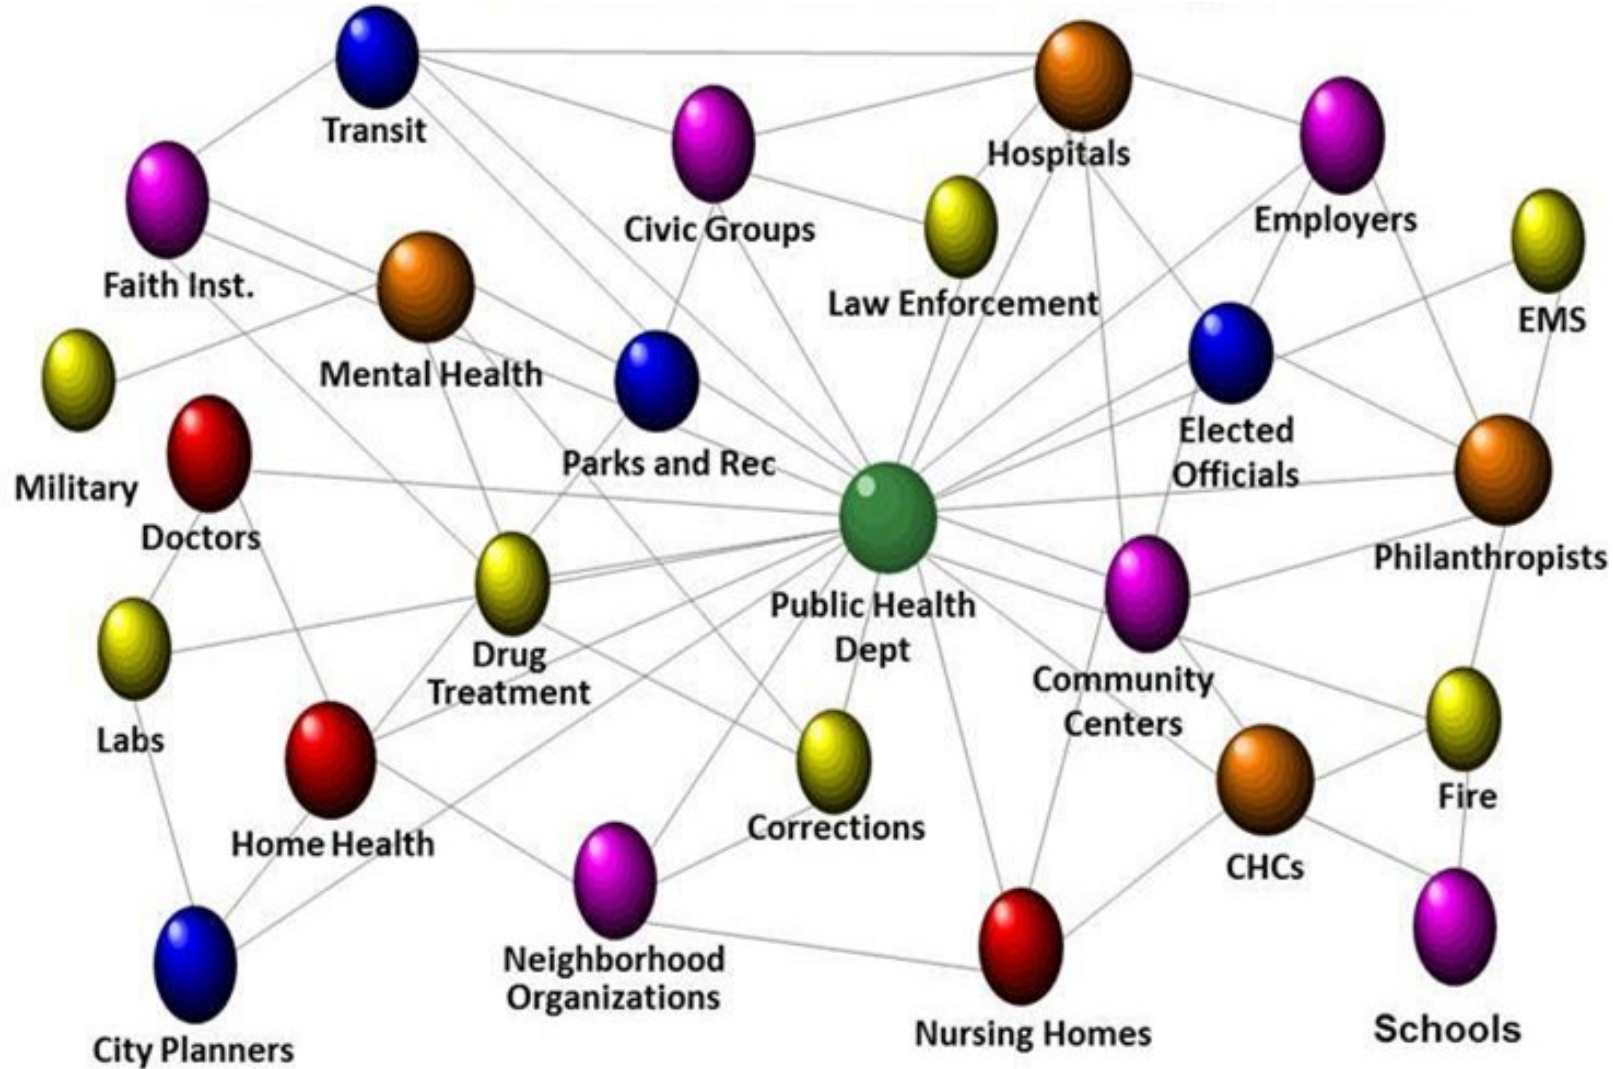 Transit
Hospitals
Civic Groups
Employers
Faith Inst.
Law Enforcement
EMS
Mental Health
Military
Parks and Rec
Elected
Officials
Doctors
Philanthropists
Public Health
Dept
Drug
Treatment
Community
Centers
Labs
Home Health
Corrections
Fire
CHCs
Neighborhood
Organizations
Nursing Homes
Schools
City Planners